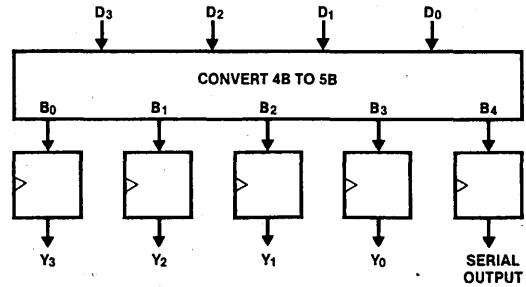 D3 D2 D1 D0
CONVERT 4B TO 5B
B0 B1 B2 B3 B4
Y3 Y2 Y1 Y0 SERIAL
OUTPUT